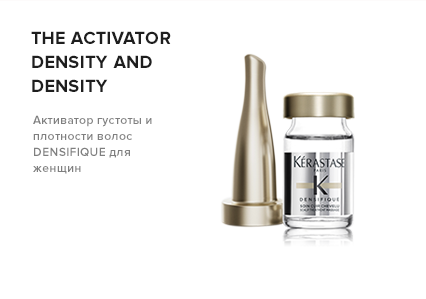 THE ACTIVATOR
DENSITY AND
DENSITY
Активатор густоты и
плотности волос
DENSIFIQUE для
женщин
KÉRASTASE
PARIS
K
DENSIFIQUE